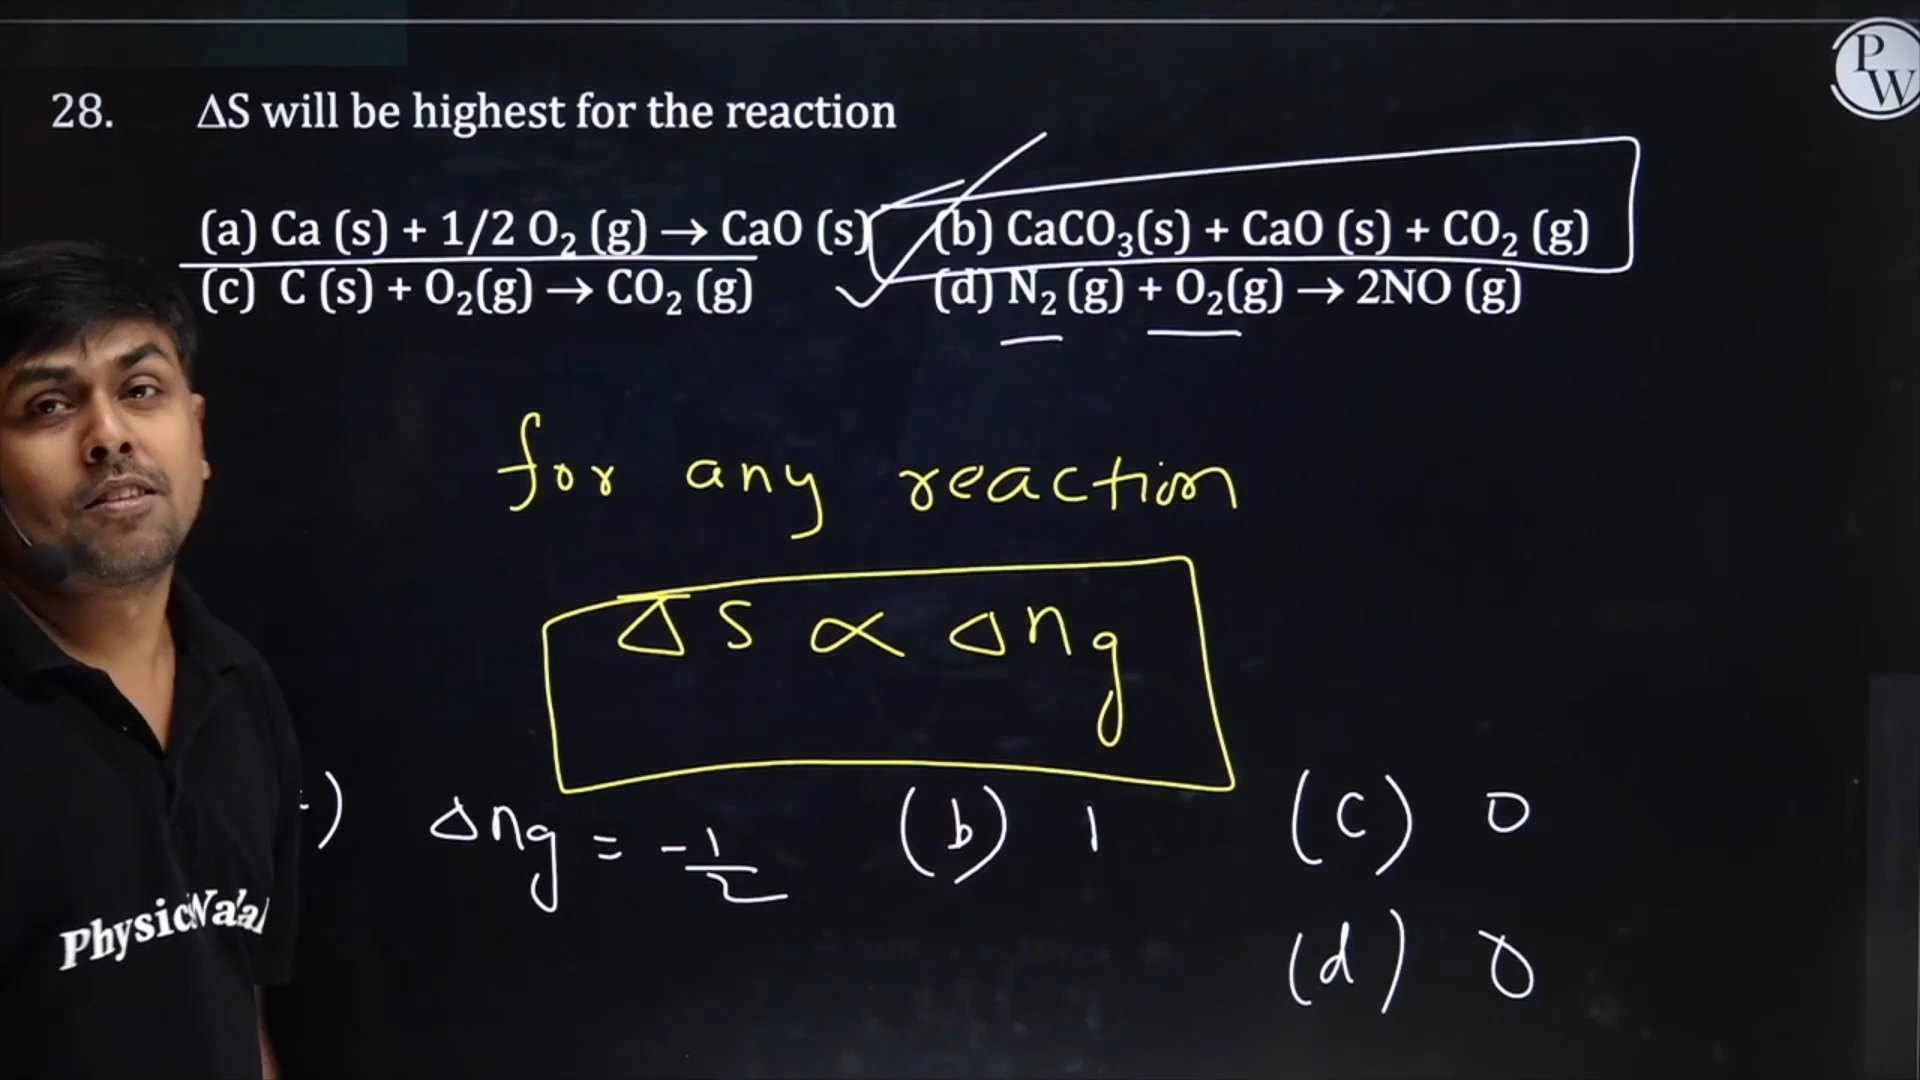 PW
28. ΔS will be highest for the reaction
(a) Ca (s) + 1/2 O₂ (g) → CaO (s) (b) CaCO₃(s) + CaO (s) + CO₂ (g)
(c) C (s) + O₂(g) → CO₂ (g) (d) N₂ (g) + O₂(g) → 2NO (g)
for any reaction
ΔS ∝ Δng
) Δng = -1/2 (b) 1 (c) 0
(d) 0